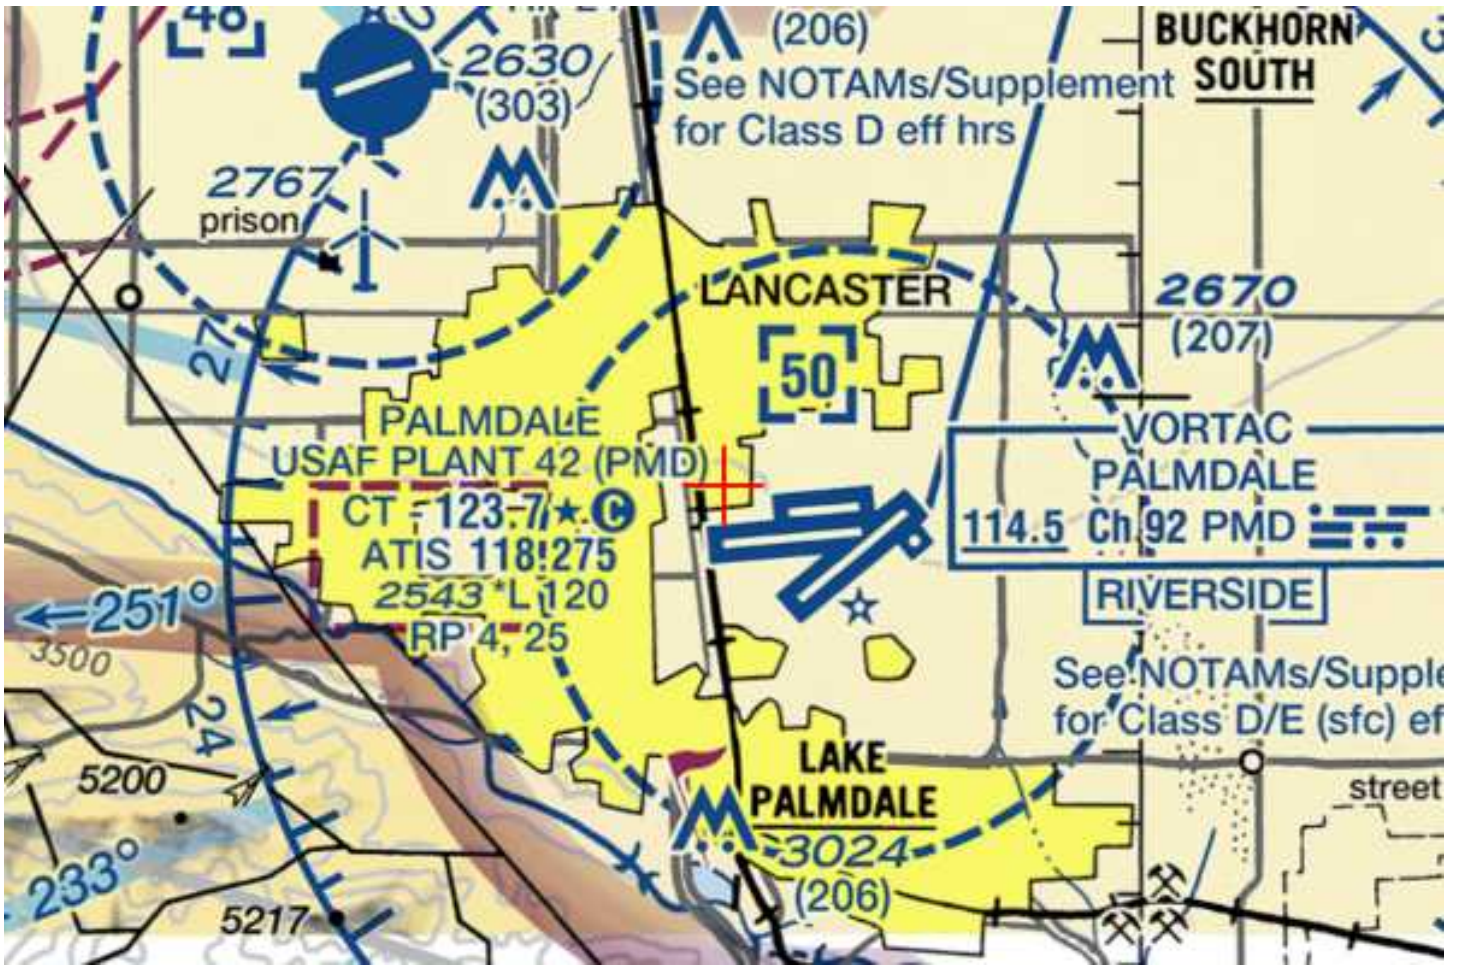 48
2630
(303)
(206)
See NOTAMs/Supplement
for Class D eff hrs
BUCKHORN
SOUTH
2767
prison
LANCASTER
2670
(207)
27
50
PALMDALE
USAF PLANT 42 (PMD)
CT - 123.7 ★ C
ATIS 118.275
2543 *L 120
RP 4, 25
VORTAC
PALMDALE
114.5 Ch 92 PMD
RIVERSIDE
251°
3500
See NOTAMs/Supple
for Class D/E (sfc) ef
24
5200
LAKE
PALMDALE
street
3024
(206)
233°
5217